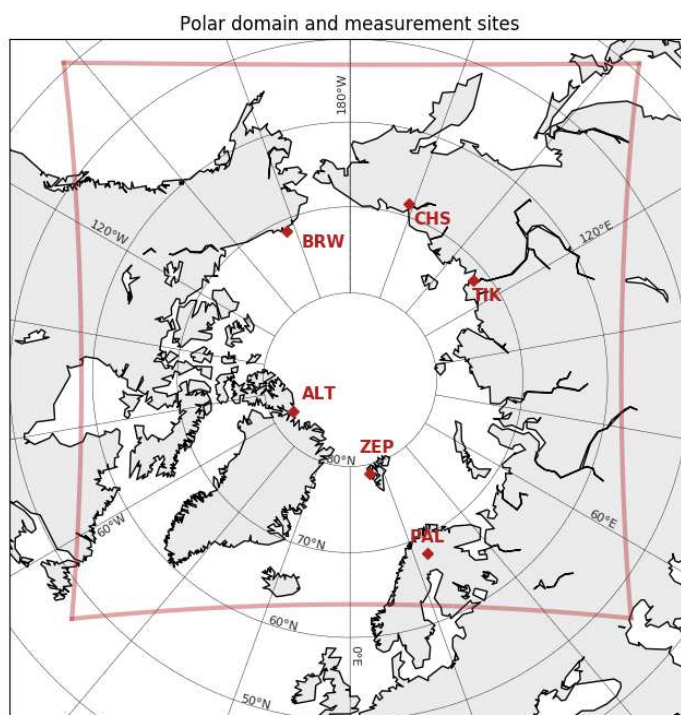 Polar domain and measurement sites
180°W
120°W
120°E
CHS
BRW
TIK
ALT
ZEP
80°N
PAL
60°W
60°E
70°N
60°N
0°E
50°N